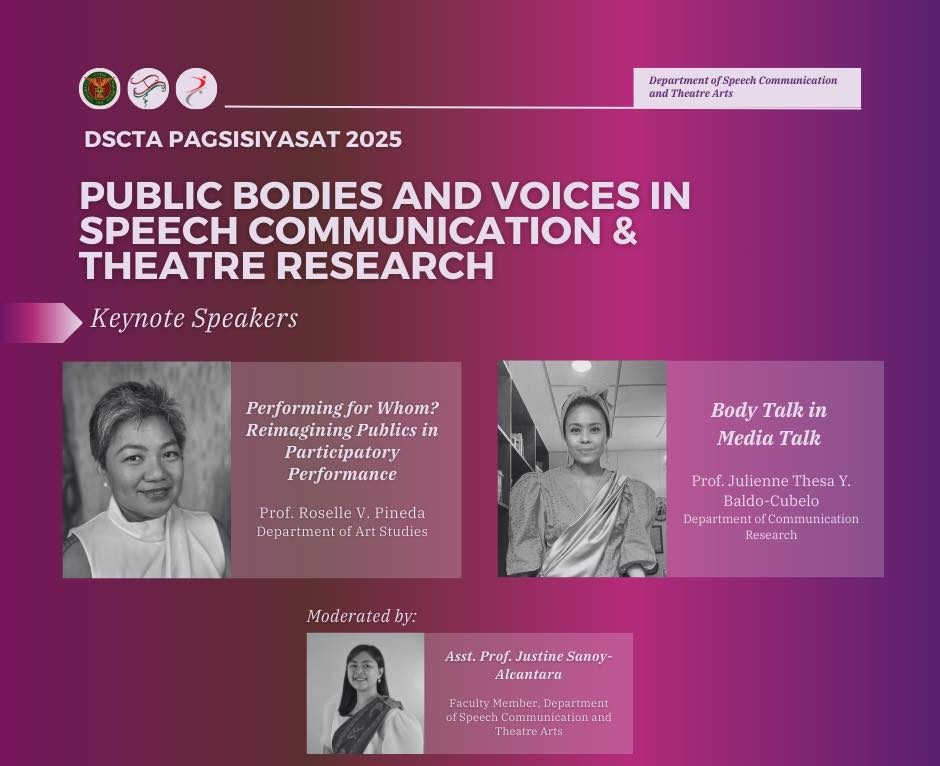 Department of Speech Communication
and Theatre Arts
DSCTA PAGSISIYASAT 2025
PUBLIC BODIES AND VOICES IN
SPEECH COMMUNICATION &
THEATRE RESEARCH
Keynote Speakers
Performing for Whom?
Reimagining Publics in
Participatory
Performance
Prof. Roselle V. Pineda
Department of Art Studies
Body Talk in
Media Talk
Prof. Julienne Thesa Y.
Baldo-Cubelo
Department of Communication
Research
Moderated by:
Asst. Prof. Justine Sanoy-
Alcantara
Faculty Member, Department
of Speech Communication and
Theatre Arts